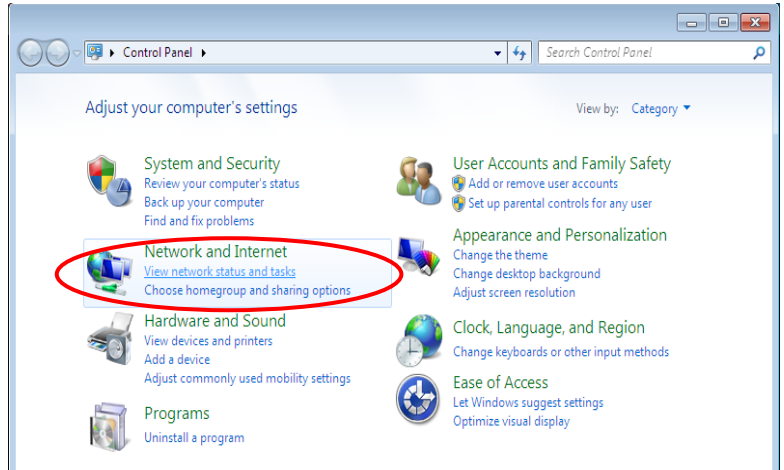 Control Panel
Search Control Panel
Adjust your computer's settings
View by: Category
System and Security
Review your computer's status
Back up your computer
Find and fix problems
Network and Internet
View network status and tasks
Choose homegroup and sharing options
Hardware and Sound
View devices and printers
Add a device
Adjust commonly used mobility settings
Programs
Uninstall a program
User Accounts and Family Safety
Add or remove user accounts
Set up parental controls for any user
Appearance and Personalization
Change the theme
Change desktop background
Adjust screen resolution
Clock, Language, and Region
Change keyboards or other input methods
Ease of Access
Let Windows suggest settings
Optimize visual display